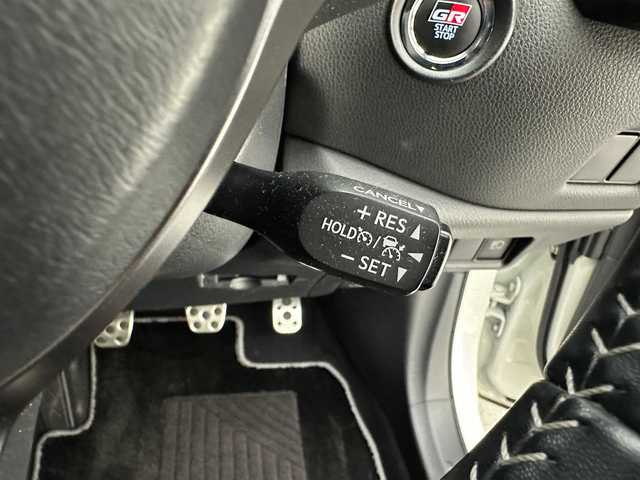 GR
START
STOP
CANCEL
+ RES
HOLD /
− SET